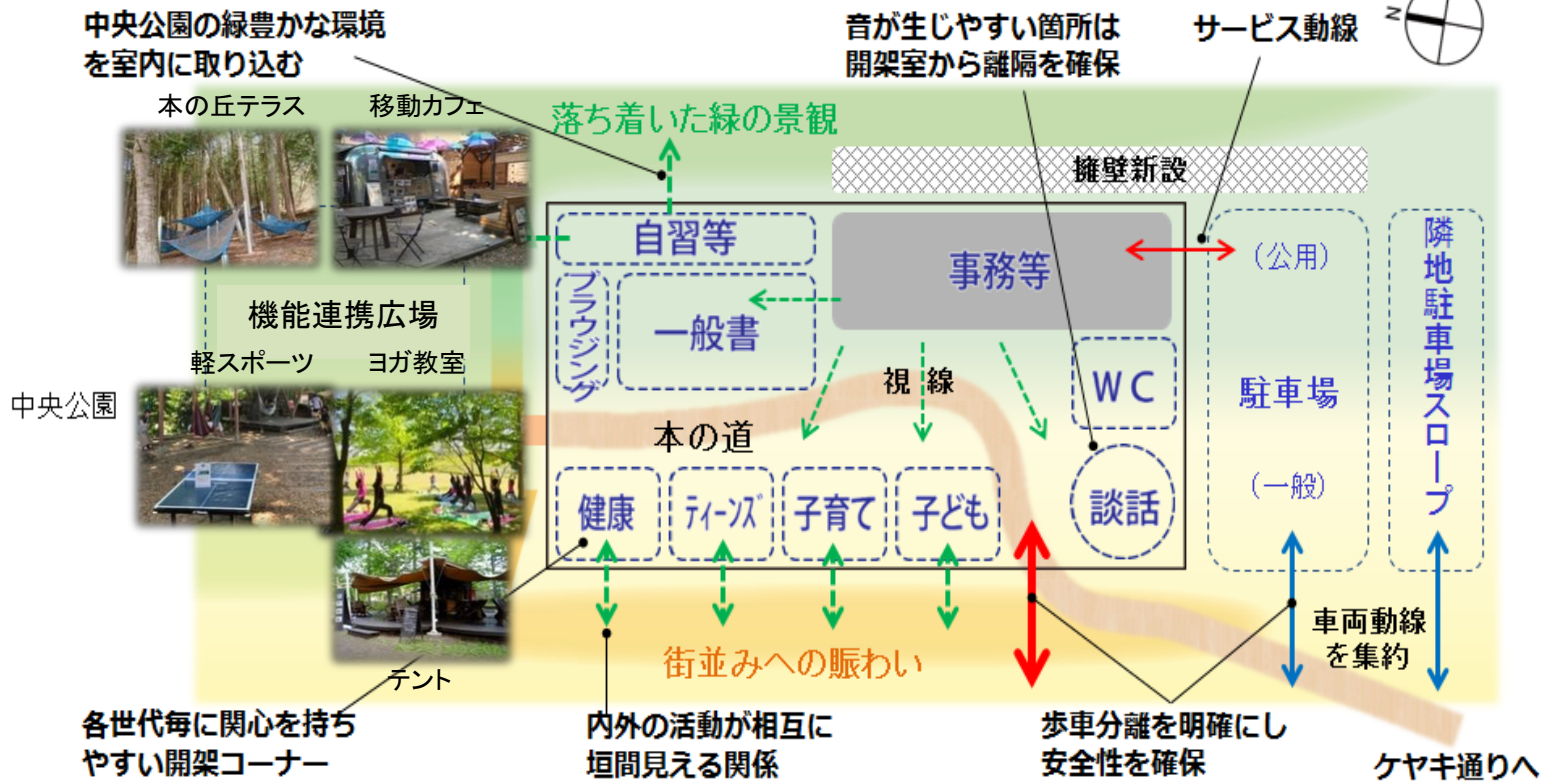 中央公園の緑豊かな環境
を室内に取り込む
音が生じやすい箇所は
開架室から離隔を確保
サービス動線
N
本の丘テラス
移動カフェ
落ち着いた緑の景観
擁壁新設
自習等
事務等
(公用)
隣地駐車場スロープ
ブラウジング
一般書
機能連携広場
軽スポーツ
ヨガ教室
視線
WC
駐車場
中央公園
本の道
(一般)
健康
ティーンズ
子育て
子ども
談話
車両動線
を集約
街並みへの賑わい
テント
各世代毎に関心を持ち
やすい開架コーナー
内外の活動が相互に
垣間見える関係
歩車分離を明確にし
安全性を確保
ケヤキ通りへ